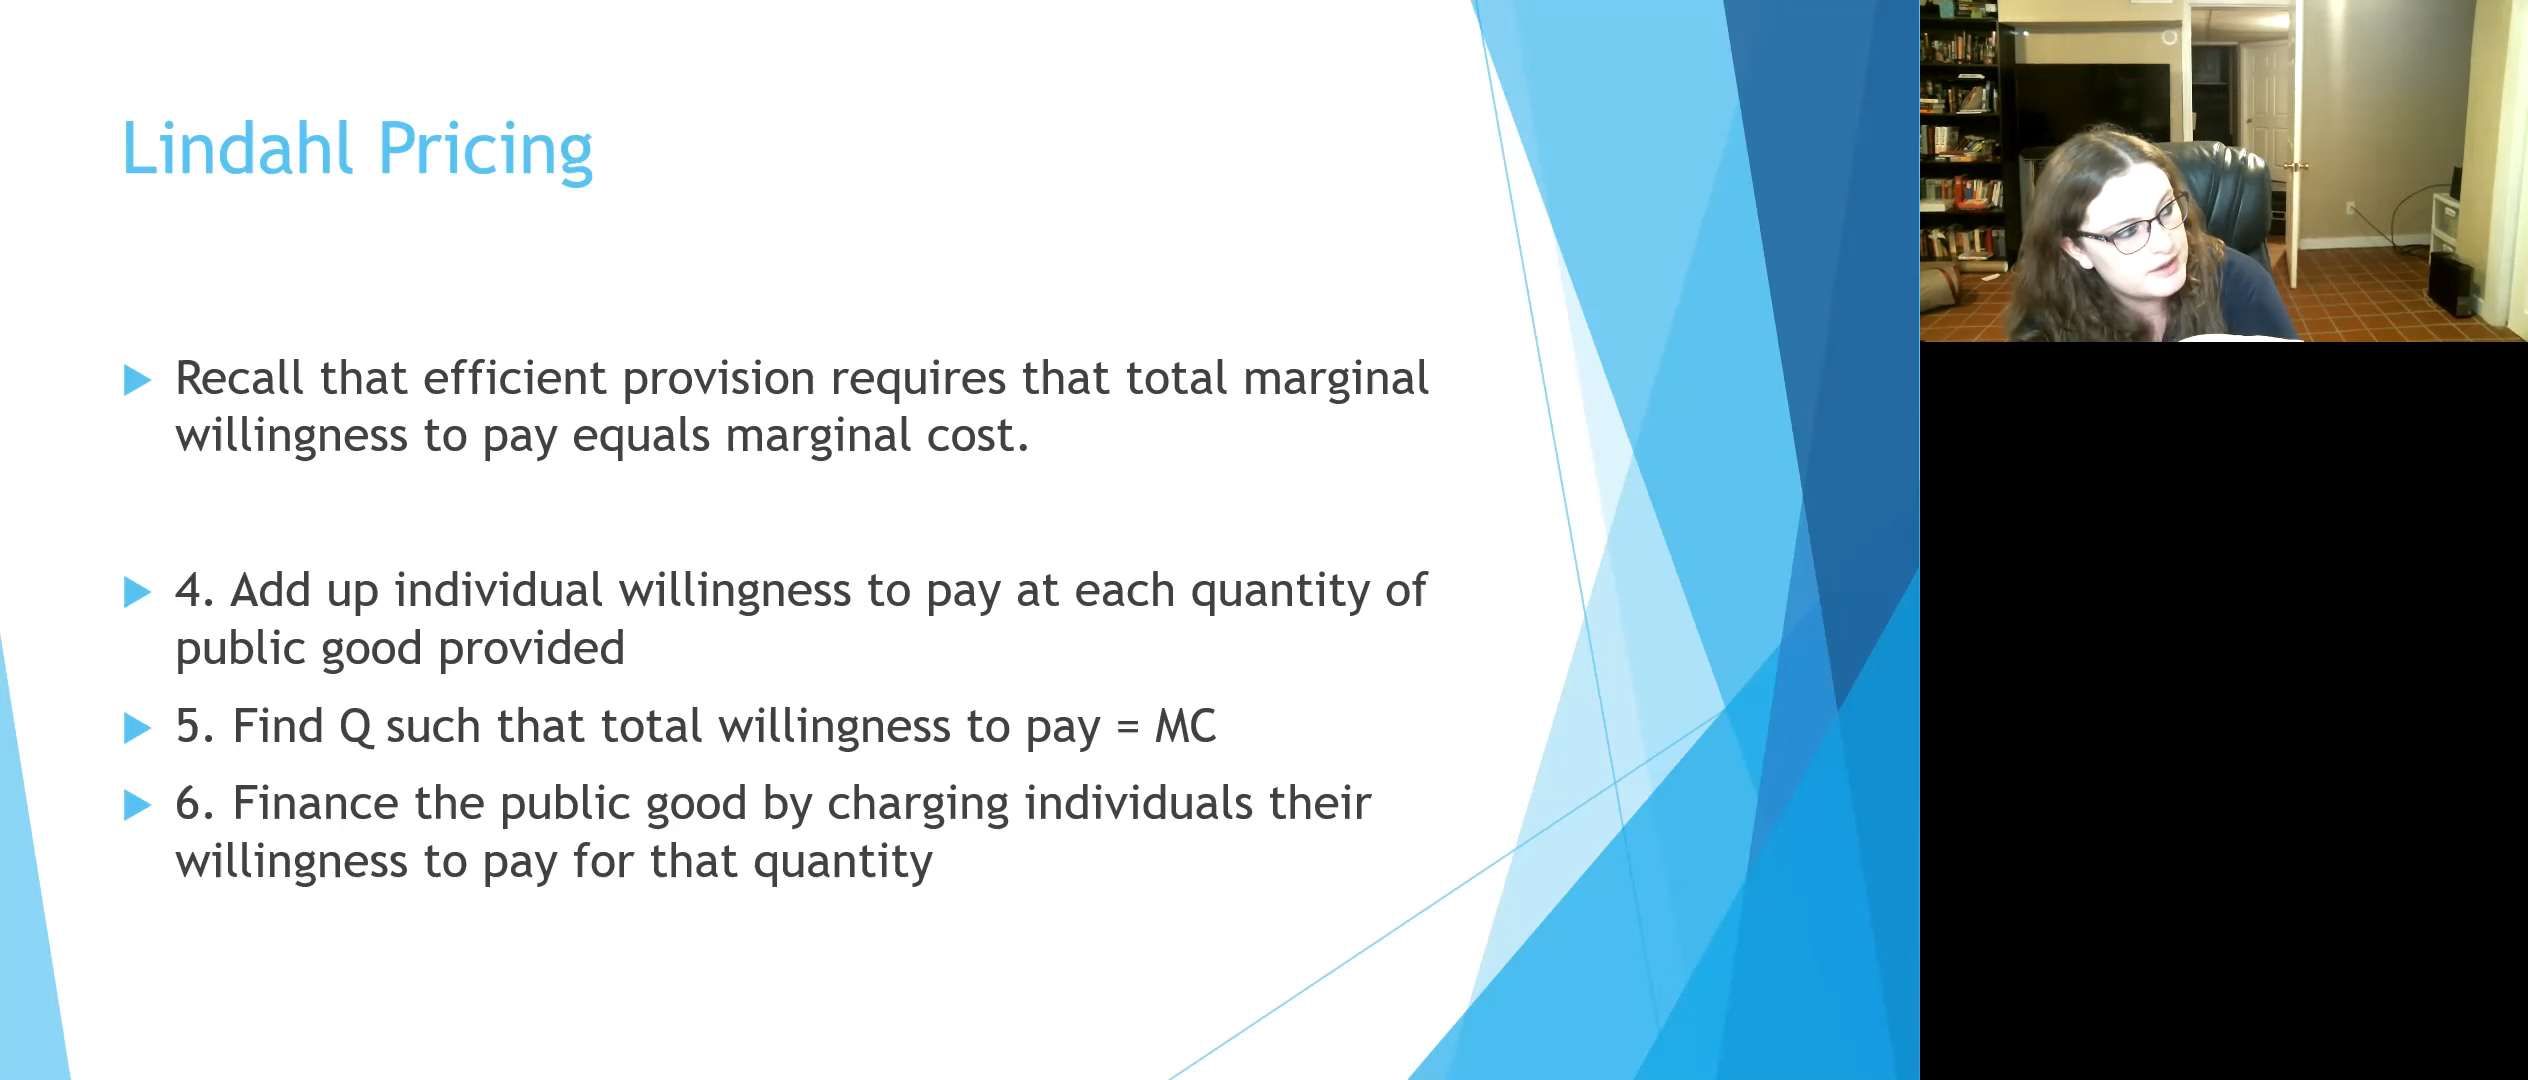 Lindahl Pricing
Recall that efficient provision requires that total marginal
willingness to pay equals marginal cost.
4. Add up individual willingness to pay at each quantity of
public good provided
5. Find Q such that total willingness to pay = MC
6. Finance the public good by charging individuals their
willingness to pay for that quantity